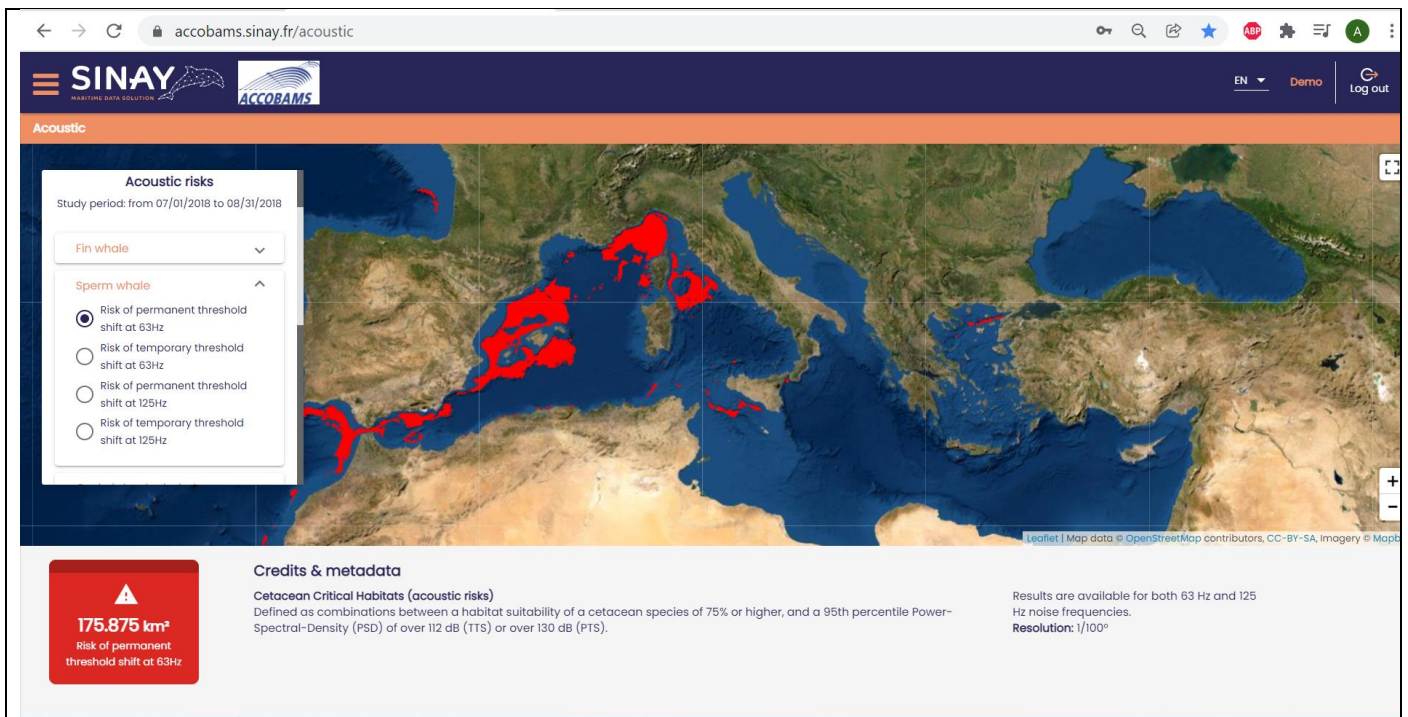 accobams.sinay.fr/acoustic
ABP
A
SINAY
MARITIME DATA SOLUTION
ACCOBAMS
EN
Demo
Log out
Acoustic
Acoustic risks
Study period: from 07/01/2018 to 08/31/2018
Fin whale
Sperm whale
Risk of permanent threshold
shift at 63Hz
Risk of temporary threshold
shift at 63Hz
Risk of permanent threshold
shift at 125Hz
Risk of temporary threshold
shift at 125Hz
+
−
Leaflet | Map data © OpenStreetMap contributors, CC-BY-SA, Imagery © Mapb
175.875 km²
Risk of permanent
threshold shift at 63Hz
Credits & metadata
Cetacean Critical Habitats (acoustic risks)
Defined as combinations between a habitat suitability of a cetacean species of 75% or higher, and a 95th percentile Power-
Spectral-Density (PSD) of over 112 dB (TTS) or over 130 dB (PTS).
Results are available for both 63 Hz and 125
Hz noise frequencies.
Resolution: 1/100°